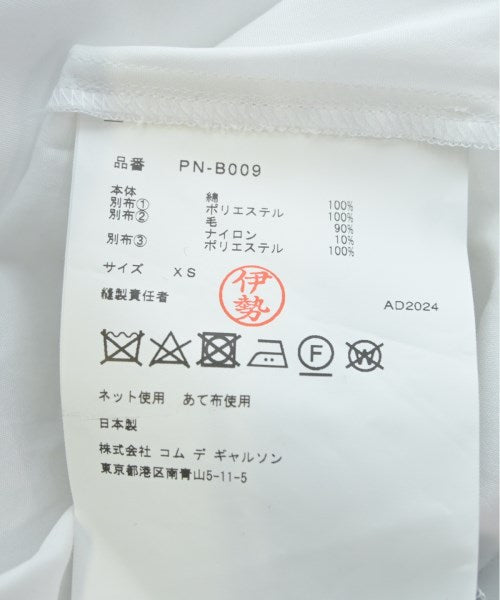 品番 PN-B009
本体 綿 100%
別布① ポリエステル 100%
別布② 毛 90%
ナイロン 10%
別布③ ポリエステル 100%
サイズ XS
縫製責任者 伊勢 AD2024
F W
ネット使用 あて布使用
日本製
株式会社 コム デ ギャルソン
東京都港区南青山5-11-5